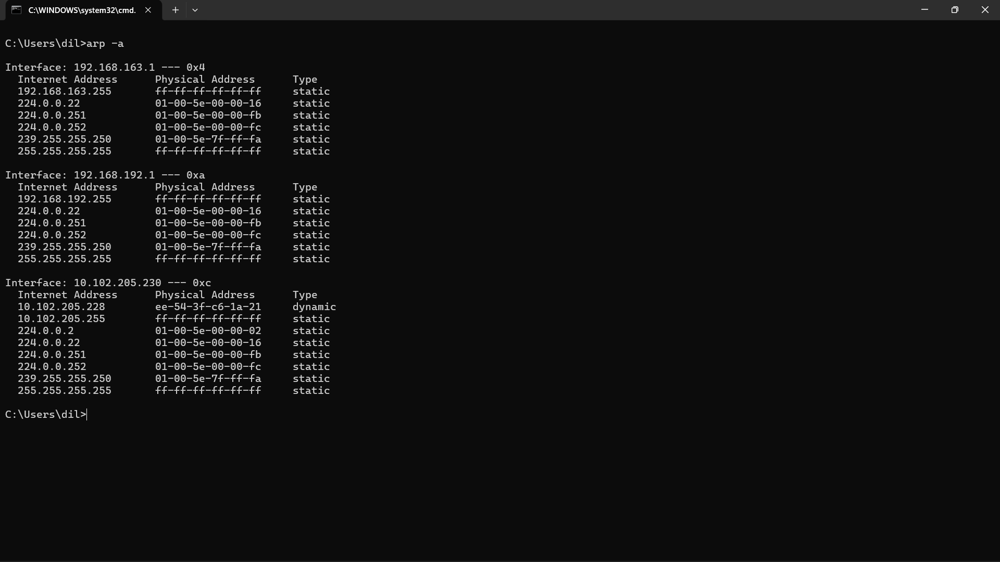 C:\WINDOWS\system32\cmd.
C:\Users\dil>arp -a
Interface: 192.168.163.1 --- 0x4
Internet Address Physical Address Type
192.168.163.255 ff-ff-ff-ff-ff-ff static
224.0.0.22 01-00-5e-00-00-16 static
224.0.0.251 01-00-5e-00-00-fb static
224.0.0.252 01-00-5e-00-00-fc static
239.255.255.250 01-00-5e-7f-ff-fa static
255.255.255.255 ff-ff-ff-ff-ff-ff static
Interface: 192.168.192.1 --- 0xa
Internet Address Physical Address Type
192.168.192.255 ff-ff-ff-ff-ff-ff static
224.0.0.22 01-00-5e-00-00-16 static
224.0.0.251 01-00-5e-00-00-fb static
224.0.0.252 01-00-5e-00-00-fc static
239.255.255.250 01-00-5e-7f-ff-fa static
255.255.255.255 ff-ff-ff-ff-ff-ff static
Interface: 10.102.205.230 --- 0xc
Internet Address Physical Address Type
10.102.205.228 ee-54-3f-c6-1a-21 dynamic
10.102.205.255 ff-ff-ff-ff-ff-ff static
224.0.0.2 01-00-5e-00-00-02 static
224.0.0.22 01-00-5e-00-00-16 static
224.0.0.251 01-00-5e-00-00-fb static
224.0.0.252 01-00-5e-00-00-fc static
239.255.255.250 01-00-5e-7f-ff-fa static
255.255.255.255 ff-ff-ff-ff-ff-ff static
C:\Users\dil>